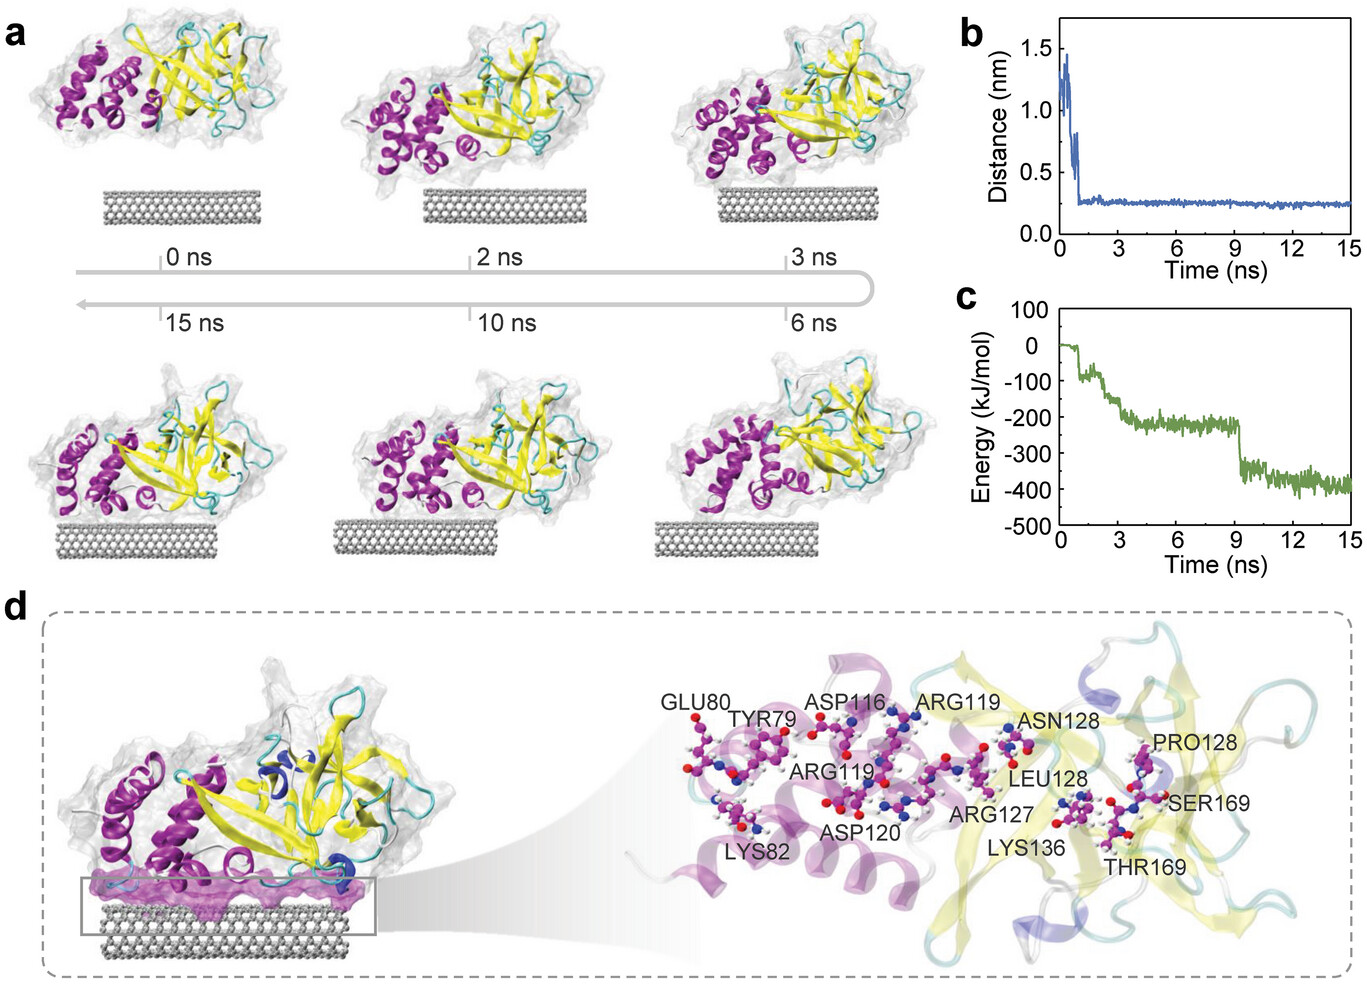 a
0 ns
2 ns
3 ns
15 ns
10 ns
6 ns
b
Distance (nm)
1.5
1.0
0.5
0.0
0 3 6 9 12 15
Time (ns)
c
Energy (kJ/mol)
100
0
-100
-200
-300
-400
-500
0 3 6 9 12 15
Time (ns)
d
GLU80
TYR79
ASP116
ARG119
ASN128
PRO128
ARG119
LEU128
SER169
ARG127
ASP120
LYS82
LYS136
THR169